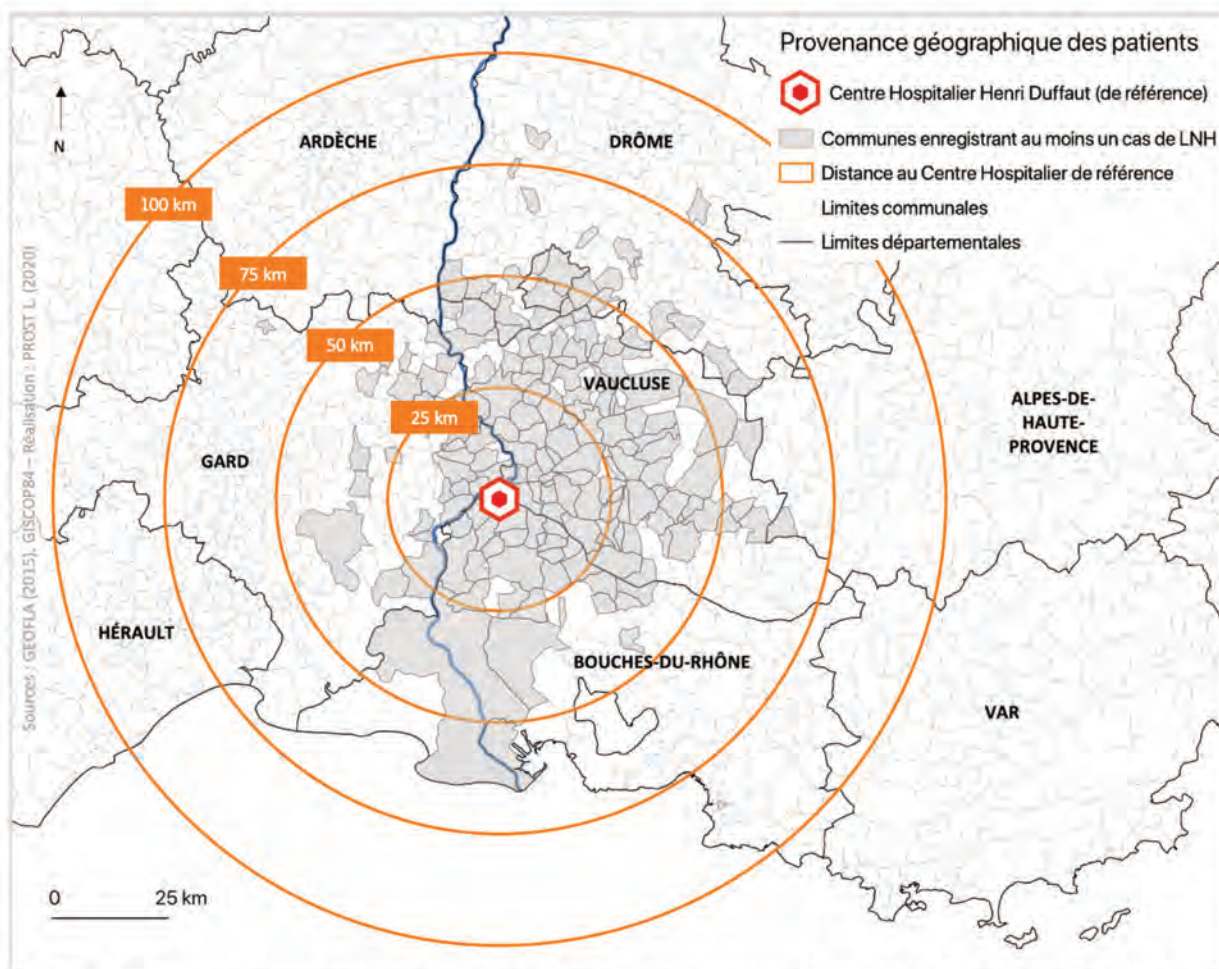 Provenance géographique des patients
Centre Hospitalier Henri Duffaut (de référence)
Communes enregistrant au moins un cas de LNH
Distance au Centre Hospitalier de référence
Limites communales
Limites départementales
N
ARDÈCHE
DRÔME
100 km
75 km
50 km
25 km
VAUCLUSE
GARD
ALPES-DE-
HAUTE-
PROVENCE
HÉRAULT
BOUCHES-DU-RHÔNE
VAR
0 25 km
Sources : GEOFLA (2015), GISCOP84 – Réalisation : PROST L (2020)